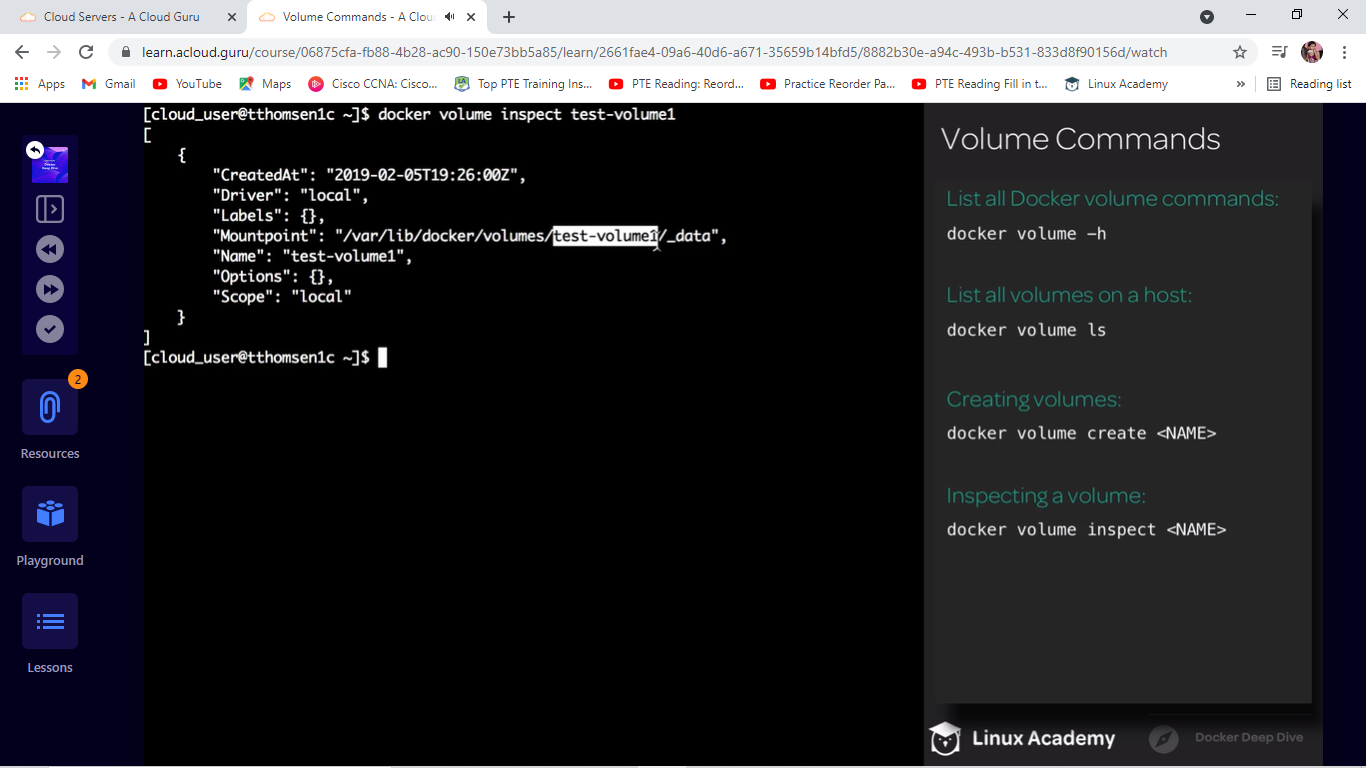 Cloud Servers - A Cloud Guru
Volume Commands - A Clou
learn.acloud.guru/course/06875cfa-fb88-4b28-ac90-150e73bb5a85/learn/2661fae4-09a6-40d6-a671-35659b14bfd5/8882b30e-a94c-493b-b531-833d8f90156d/watch
Apps Gmail YouTube Maps Cisco CCNA: Cisco... Top PTE Training Ins... PTE Reading: Reord... Practice Reorder Pa... PTE Reading Fill in t... Linux Academy » Reading list
[cloud_user@tthomsen1c ~]$ docker volume inspect test-volume1
[
{
"CreatedAt": "2019-02-05T19:26:00Z",
"Driver": "local",
"Labels": {},
"Mountpoint": "/var/lib/docker/volumes/test-volume1/_data",
"Name": "test-volume1",
"Options": {},
"Scope": "local"
}
]
[cloud_user@tthomsen1c ~]$
Docker
Deep Dive
2
Resources
Playground
Lessons
Volume Commands
List all Docker volume commands:
docker volume -h
List all volumes on a host:
docker volume ls
Creating volumes:
docker volume create <NAME>
Inspecting a volume:
docker volume inspect <NAME>
Linux Academy
Docker Deep Dive